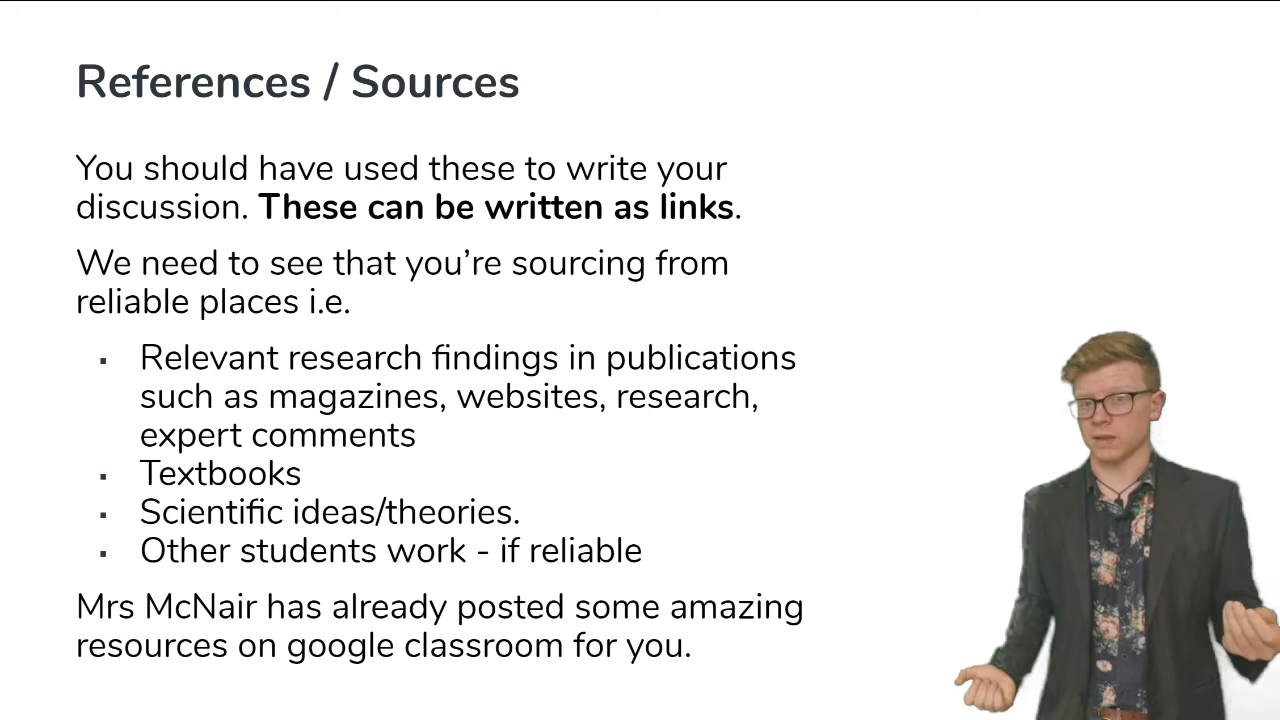 References / Sources
You should have used these to write your
discussion. These can be written as links.
We need to see that you’re sourcing from
reliable places i.e.
▪ Relevant research findings in publications
such as magazines, websites, research,
expert comments
▪ Textbooks
▪ Scientific ideas/theories.
▪ Other students work - if reliable
Mrs McNair has already posted some amazing
resources on google classroom for you.